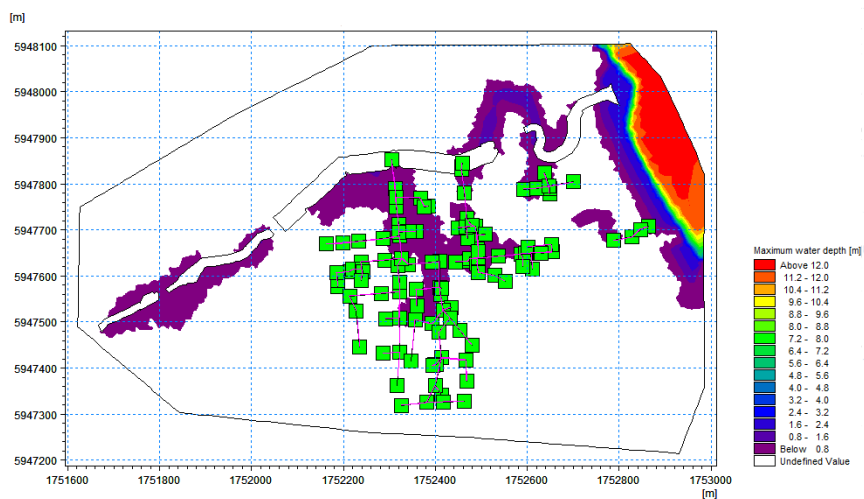 [m]
5948100
5948000
5947900
5947800
5947700
5947600
5947500
5947400
5947300
5947200
1751600 1751800 1752000 1752200 1752400 1752600 1752800 1753000
[m]
Maximum water depth [m]
Above 12.0
11.2 - 12.0
10.4 - 11.2
9.6 - 10.4
8.8 - 9.6
8.0 - 8.8
7.2 - 8.0
6.4 - 7.2
5.6 - 6.4
4.8 - 5.6
4.0 - 4.8
3.2 - 4.0
2.4 - 3.2
1.6 - 2.4
0.8 - 1.6
Below 0.8
Undefined Value